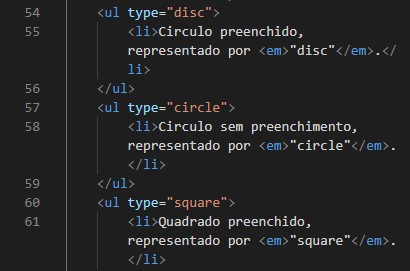 54 <ul type="disc">
55 <li>Circulo preenchido,
representado por <em>"disc"</em>.</
li>
56 </ul>
57 <ul type="circle">
58 <li>Circulo sem preenchimento,
representado por <em>"circle"</em>.
</li>
59 </ul>
60 <ul type="square">
61 <li>Quadrado preenchido,
representado por <em>"square"</em>.
</li>